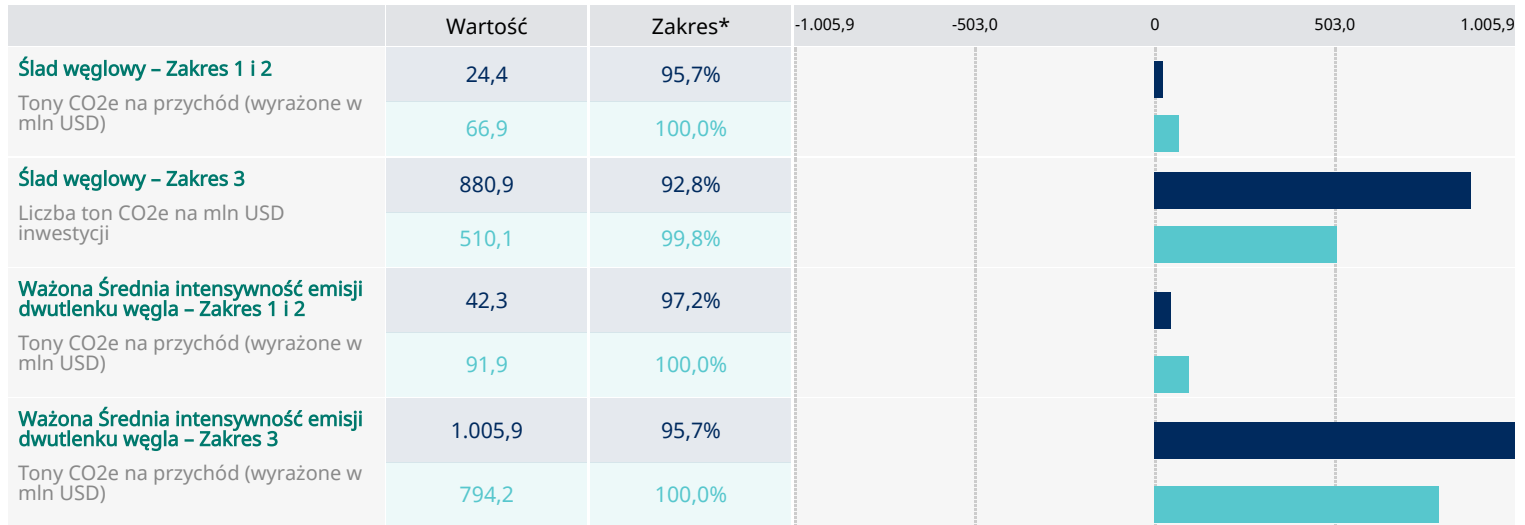 Wartość Zakres* -1.005,9 -503,0 0 503,0 1.005,9
Ślad węglowy – Zakres 1 i 2
Tony CO2e na przychód (wyrażone w
mln USD)
24,4 95,7%
66,9 100,0%
Ślad węglowy – Zakres 3
Liczba ton CO2e na mln USD
inwestycji
880,9 92,8%
510,1 99,8%
Ważona Średnia intensywność emisji
dwutlenku węgla – Zakres 1 i 2
Tony CO2e na przychód (wyrażone w
mln USD)
42,3 97,2%
91,9 100,0%
Ważona Średnia intensywność emisji
dwutlenku węgla – Zakres 3
Tony CO2e na przychód (wyrażone w
mln USD)
1.005,9 95,7%
794,2 100,0%